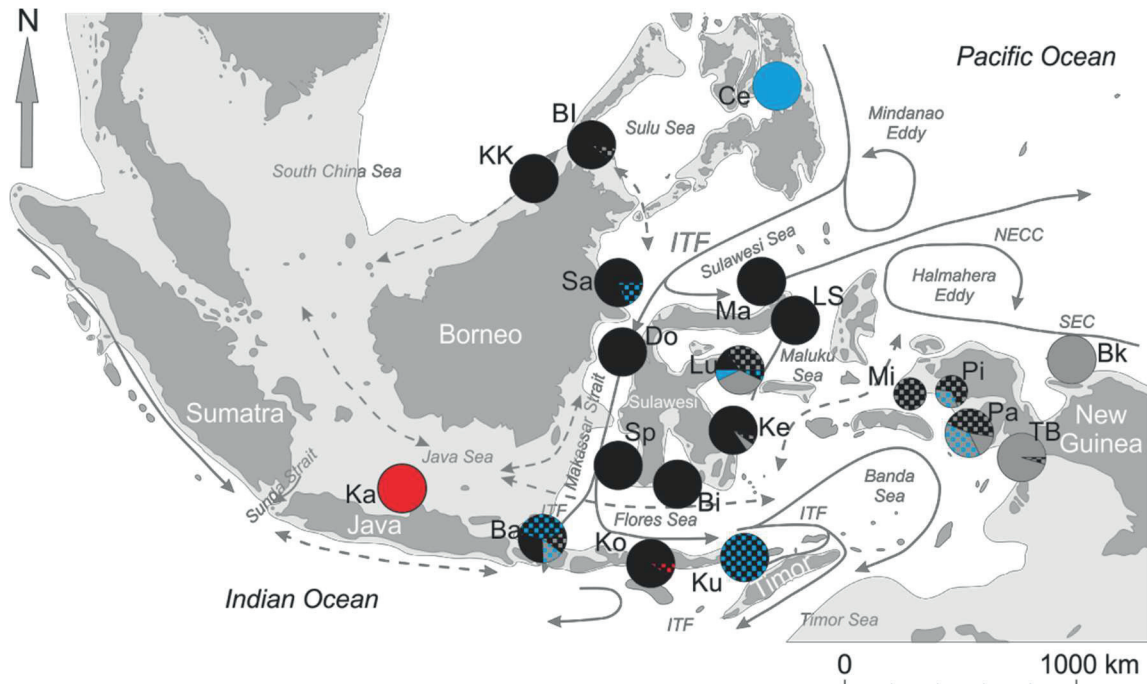 N
Pacific Ocean
Ce
Mindanao
Eddy
BI
Sulu Sea
KK
South China Sea
ITF
Sulawesi Sea
NECC
Halmahera
Eddy
Sa
Ma
LS
SEC
Borneo
Do
Bk
Lu
Maluku
Sea
Mi
Pi
Sulawesi
Makassar Strait
Sumatra
Pa
New
Guinea
TB
Ke
Sp
Java Sea
Banda
Sea
Sunda Strait
Ka
Java
Bi
ITF
Flores Sea
ITF
Ba
Ko
Ku
Timor
Indian Ocean
ITF
Timor Sea
0
1000 km